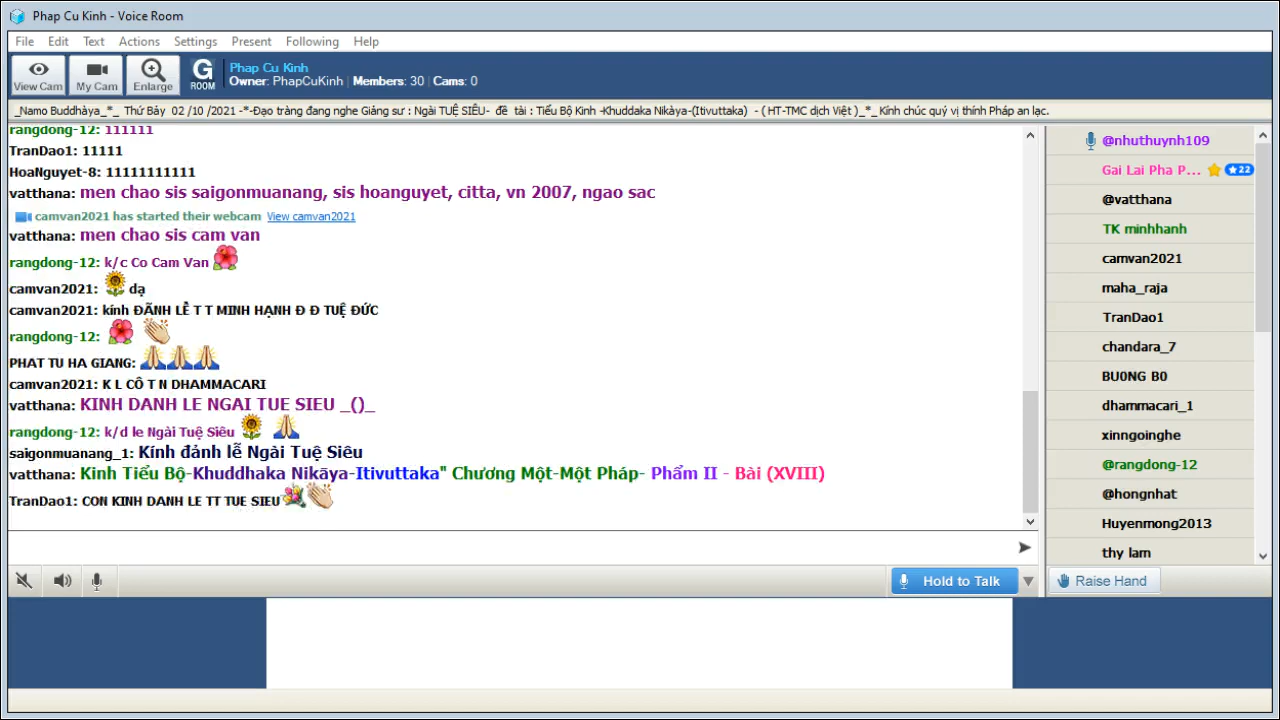 Phap Cu Kinh - Voice Room
File Edit Text Actions Settings Present Following Help
View Cam
My Cam
Enlarge
G
ROOM
Phap Cu Kinh
Owner: PhapCuKinh | Members: 30 | Cams: 0
_Namo Buddhàya_*_ Thứ Bảy 02 /10 /2021 -*-Đạo tràng đang nghe Giảng sư : Ngài TUỆ SIÊU- đề tài : Tiểu Bộ Kinh -Khuddaka Nikàya-(Itivuttaka) - ( HT-TMC dịch Việt )_*_ Kính chúc quý vị thính Pháp an lạc.
rangdong-12: 111111
TranDao1: 11111
HoaNguyet-8: 11111111111
vatthana: men chao sis saigonmuanang, sis hoanguyet, citta, vn 2007, ngao sac
camvan2021 has started their webcam View camvan2021
vatthana: men chao sis cam van
rangdong-12: k/c Co Cam Van
camvan2021: dạ
camvan2021: kính ĐÃNH LỄ T T MINH HẠNH Đ Đ TUỆ ĐỨC
rangdong-12:
PHAT TU HA GIANG:
camvan2021: K L CÔ T N DHAMMACARI
vatthana: KINH DANH LE NGAI TUE SIEU _()_
rangdong-12: k/d le Ngài Tuệ Siêu
saigonmuanang_1: Kính đảnh lễ Ngài Tuệ Siêu
vatthana: Kinh Tiểu Bộ-Khuddhaka Nikāya-Itivuttaka" Chương Một-Một Pháp- Phẩm II - Bài (XVIII)
TranDao1: CON KINH DANH LE TT TUE SIEU
@nhuthuynh109
Gai Lai Pha P... 22
@vatthana
TK minhhanh
camvan2021
maha_raja
TranDao1
chandara_7
BU0NG B0
dhammacari_1
xinngoinghe
@rangdong-12
@hongnhat
Huyenmong2013
thy lam
Hold to Talk
Raise Hand